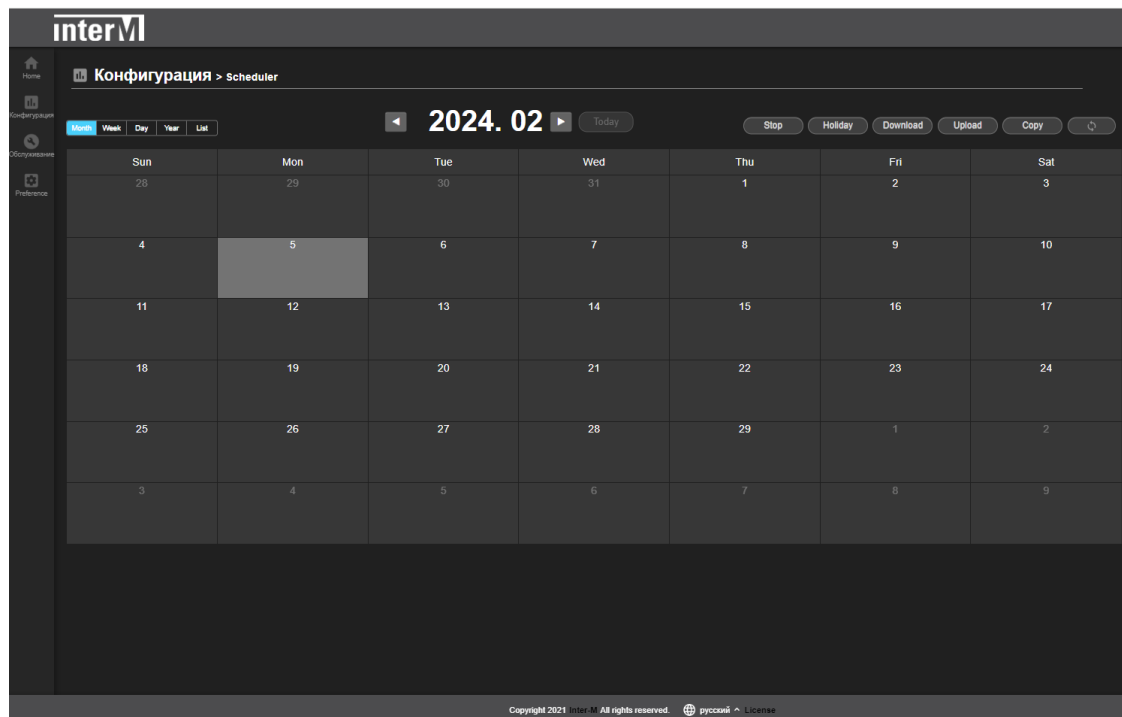 interM
Home
Конфигурация > Scheduler
Конфигурация
Month Week Day Year List
2024. 02
Today
Stop Holiday Download Upload Copy
Обслуживание
Preference
Sun Mon Tue Wed Thu Fri Sat
28 29 30 31 1 2 3
4 5 6 7 8 9 10
11 12 13 14 15 16 17
18 19 20 21 22 23 24
25 26 27 28 29 1 2
3 4 5 6 7 8 9
Copyright 2021 Inter-M All rights reserved. русский ^ License